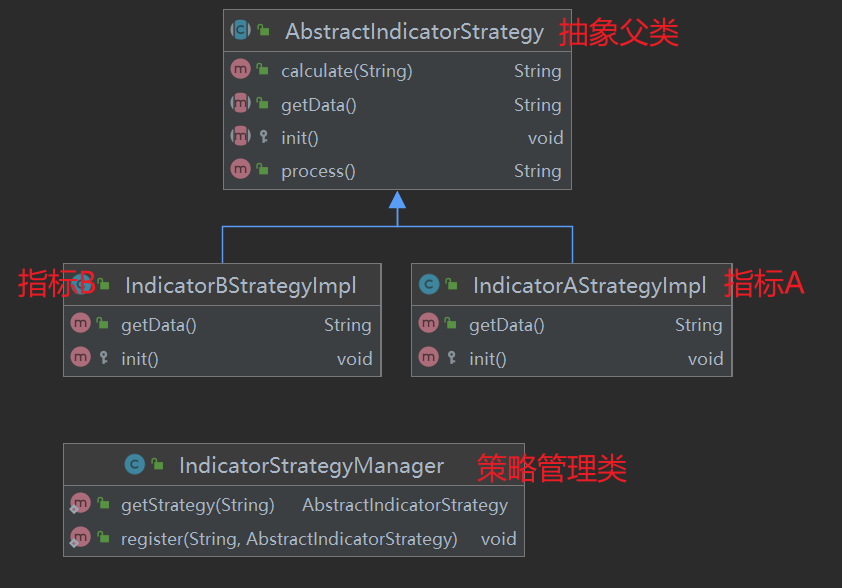 AbstractIndicatorStrategy 抽象父类
calculate(String) String
getData() String
init() void
process() String
指标B IndicatorBStrategyImpl
getData() String
init() void
IndicatorAStrategyImpl 指标A
getData() String
init() void
IndicatorStrategyManager 策略管理类
getStrategy(String) AbstractIndicatorStrategy
register(String, AbstractIndicatorStrategy) void